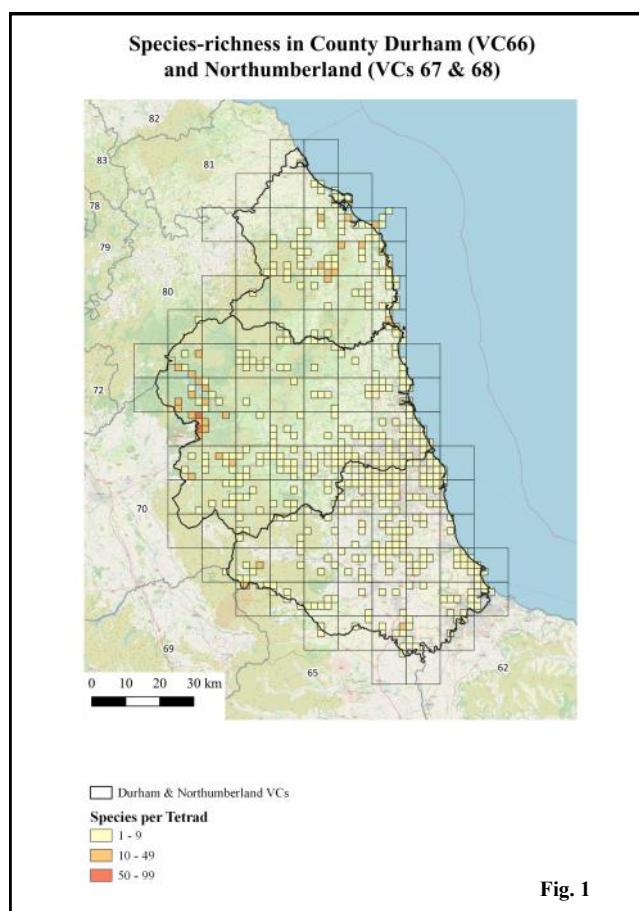 Species-richness in County Durham (VC66)
and Northumberland (VCs 67 & 68)
82
81
83
78
79
80
72
70
69
65
62
0 10 20 30 km
Durham & Northumberland VCs
Species per Tetrad
1 - 9
10 - 49
50 - 99
Fig. 1